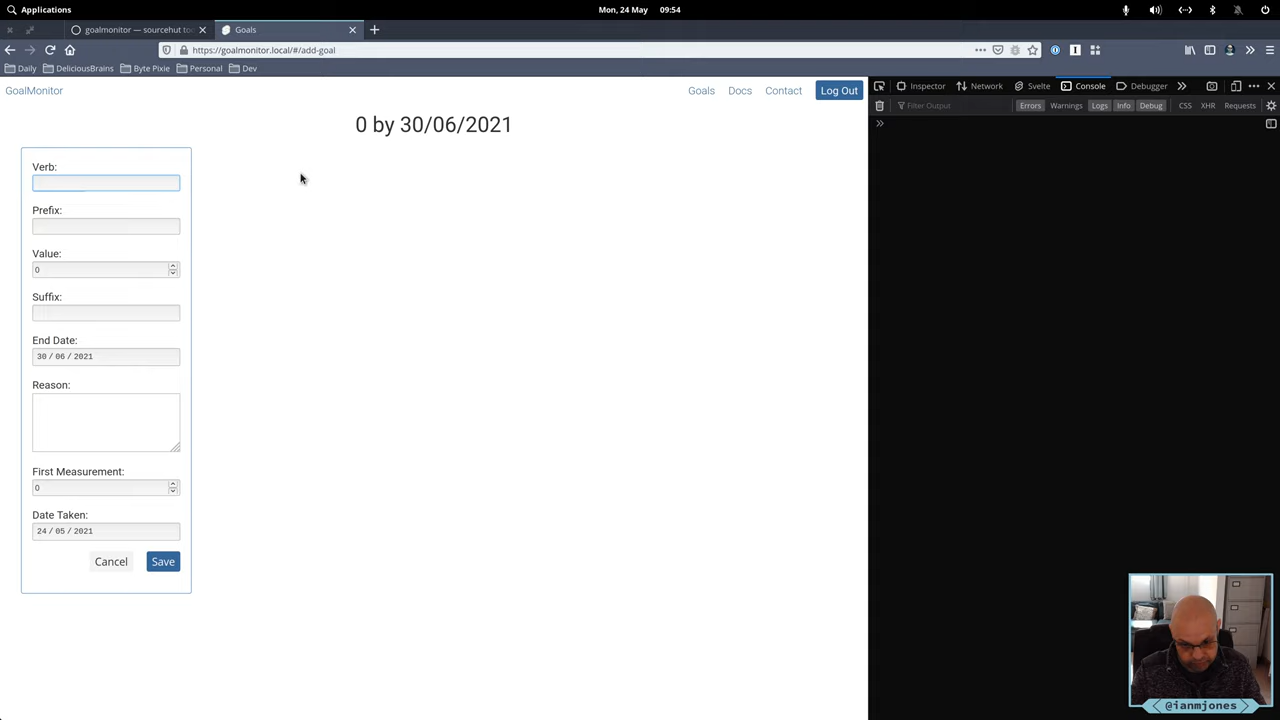 Applications
Mon, 24 May 09:54
goalmonitor — sourcehut to
Goals
https://goalmonitor.local/#/add-goal
Daily
DeliciousBrains
Byte Pixie
Personal
Dev
GoalMonitor
Goals
Docs
Contact
Log Out
0 by 30/06/2021
Verb:
Prefix:
Value:
0
Suffix:
End Date:
30 / 06 / 2021
Reason:
First Measurement:
0
Date Taken:
24 / 05 / 2021
Cancel
Save
Inspector
Network
Svelte
Console
Debugger
Filter Output
Errors
Warnings
Logs
Info
Debug
CSS
XHR
Requests
@ianmjones